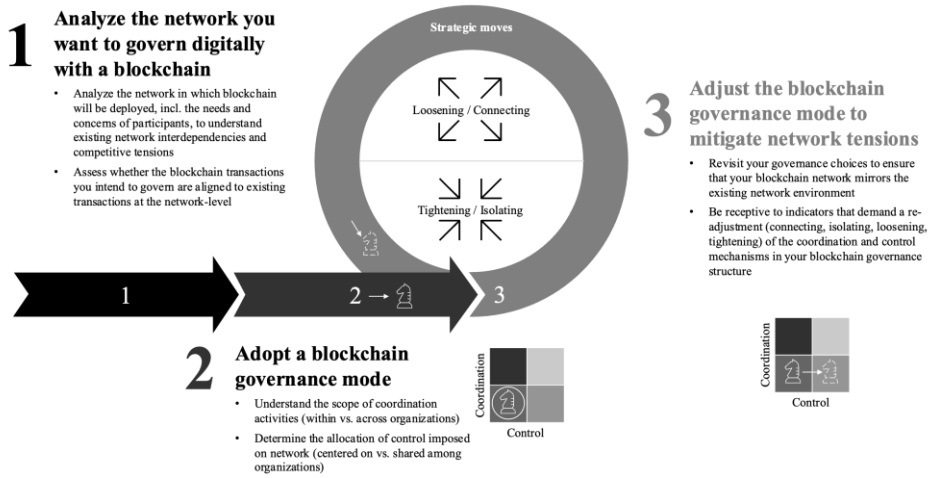 1
Analyze the network you
want to govern digitally
with a blockchain
• Analyze the network in which blockchain
will be deployed, incl. the needs and
concerns of participants, to understand
existing network interdependencies and
competitive tensions
• Assess whether the blockchain transactions
you intend to govern are aligned to existing
transactions at the network-level
Strategic moves
Loosening / Connecting
Tightening / Isolating
3
Adjust the blockchain
governance mode to
mitigate network tensions
• Revisit your governance choices to ensure
that your blockchain network mirrors the
existing network environment
• Be receptive to indicators that demand a re-
adjustment (connecting, isolating, loosening,
tightening) of the coordination and control
mechanisms in your blockchain governance
structure
1
2
3
2
Adopt a blockchain
governance mode
• Understand the scope of coordination
activities (within vs. across organizations)
• Determine the allocation of control imposed
on network (centered on vs. shared among
organizations)
Coordination
Control
Coordination
Control